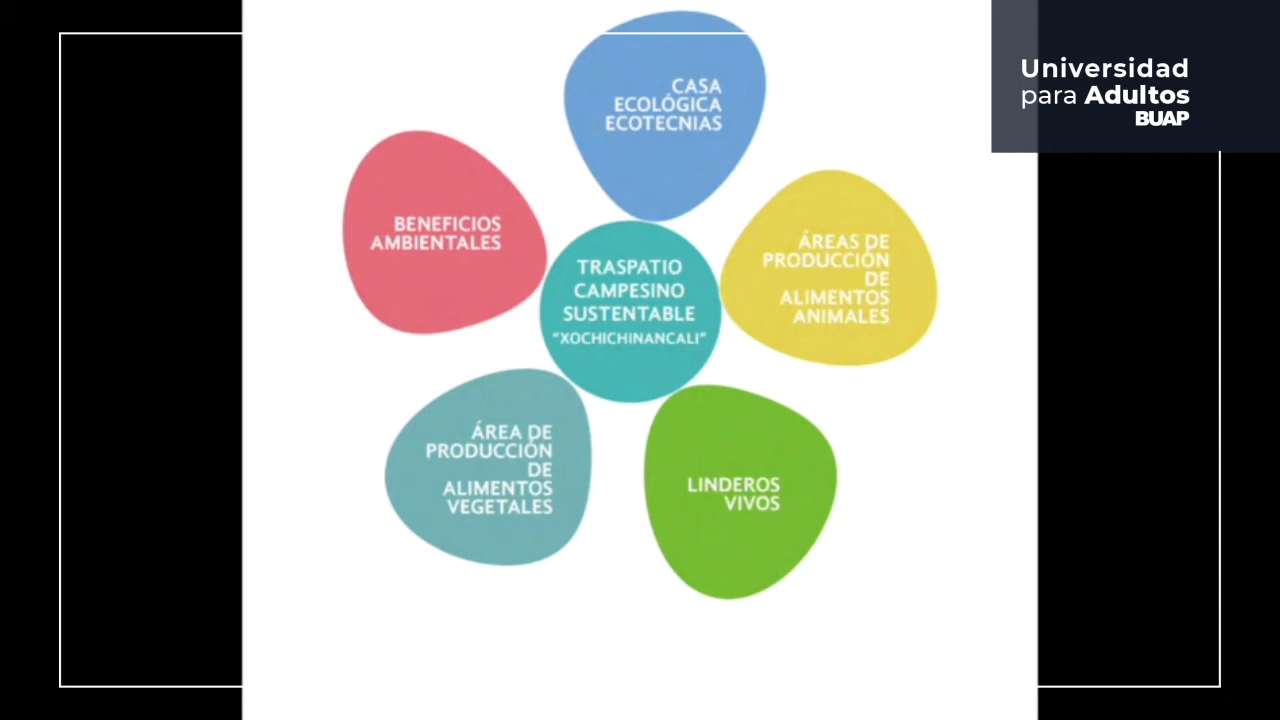 Universidad
para Adultos
BUAP
CASA
ECOLÓGICA
ECOTECNIAS
BENEFICIOS
AMBIENTALES
ÁREAS DE
PRODUCCIÓN
DE
ALIMENTOS
ANIMALES
TRASPATIO
CAMPESINO
SUSTENTABLE
"XOCHICHINANCALI"
ÁREA DE
PRODUCCIÓN
DE
ALIMENTOS
VEGETALES
LINDEROS
VIVOS